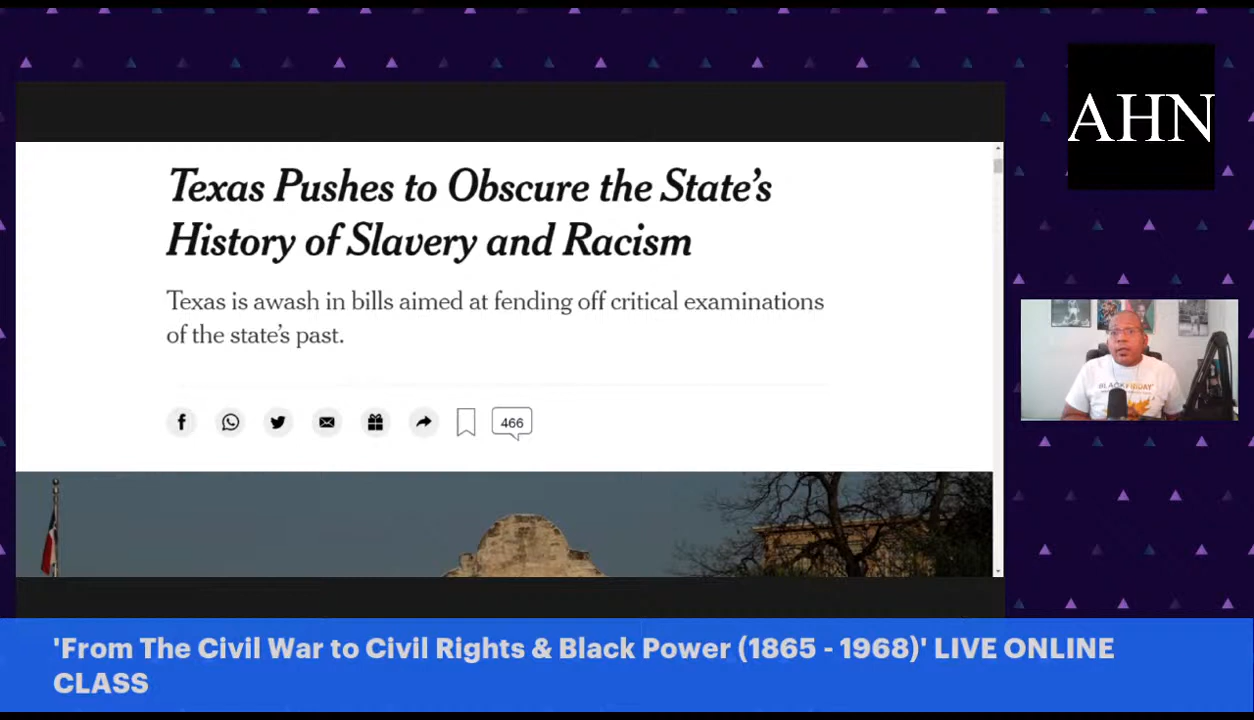 AHN
Texas Pushes to Obscure the State's
History of Slavery and Racism
Texas is awash in bills aimed at fending off critical examinations
of the state's past.
466
'From The Civil War to Civil Rights & Black Power (1865 - 1968)' LIVE ONLINE
CLASS